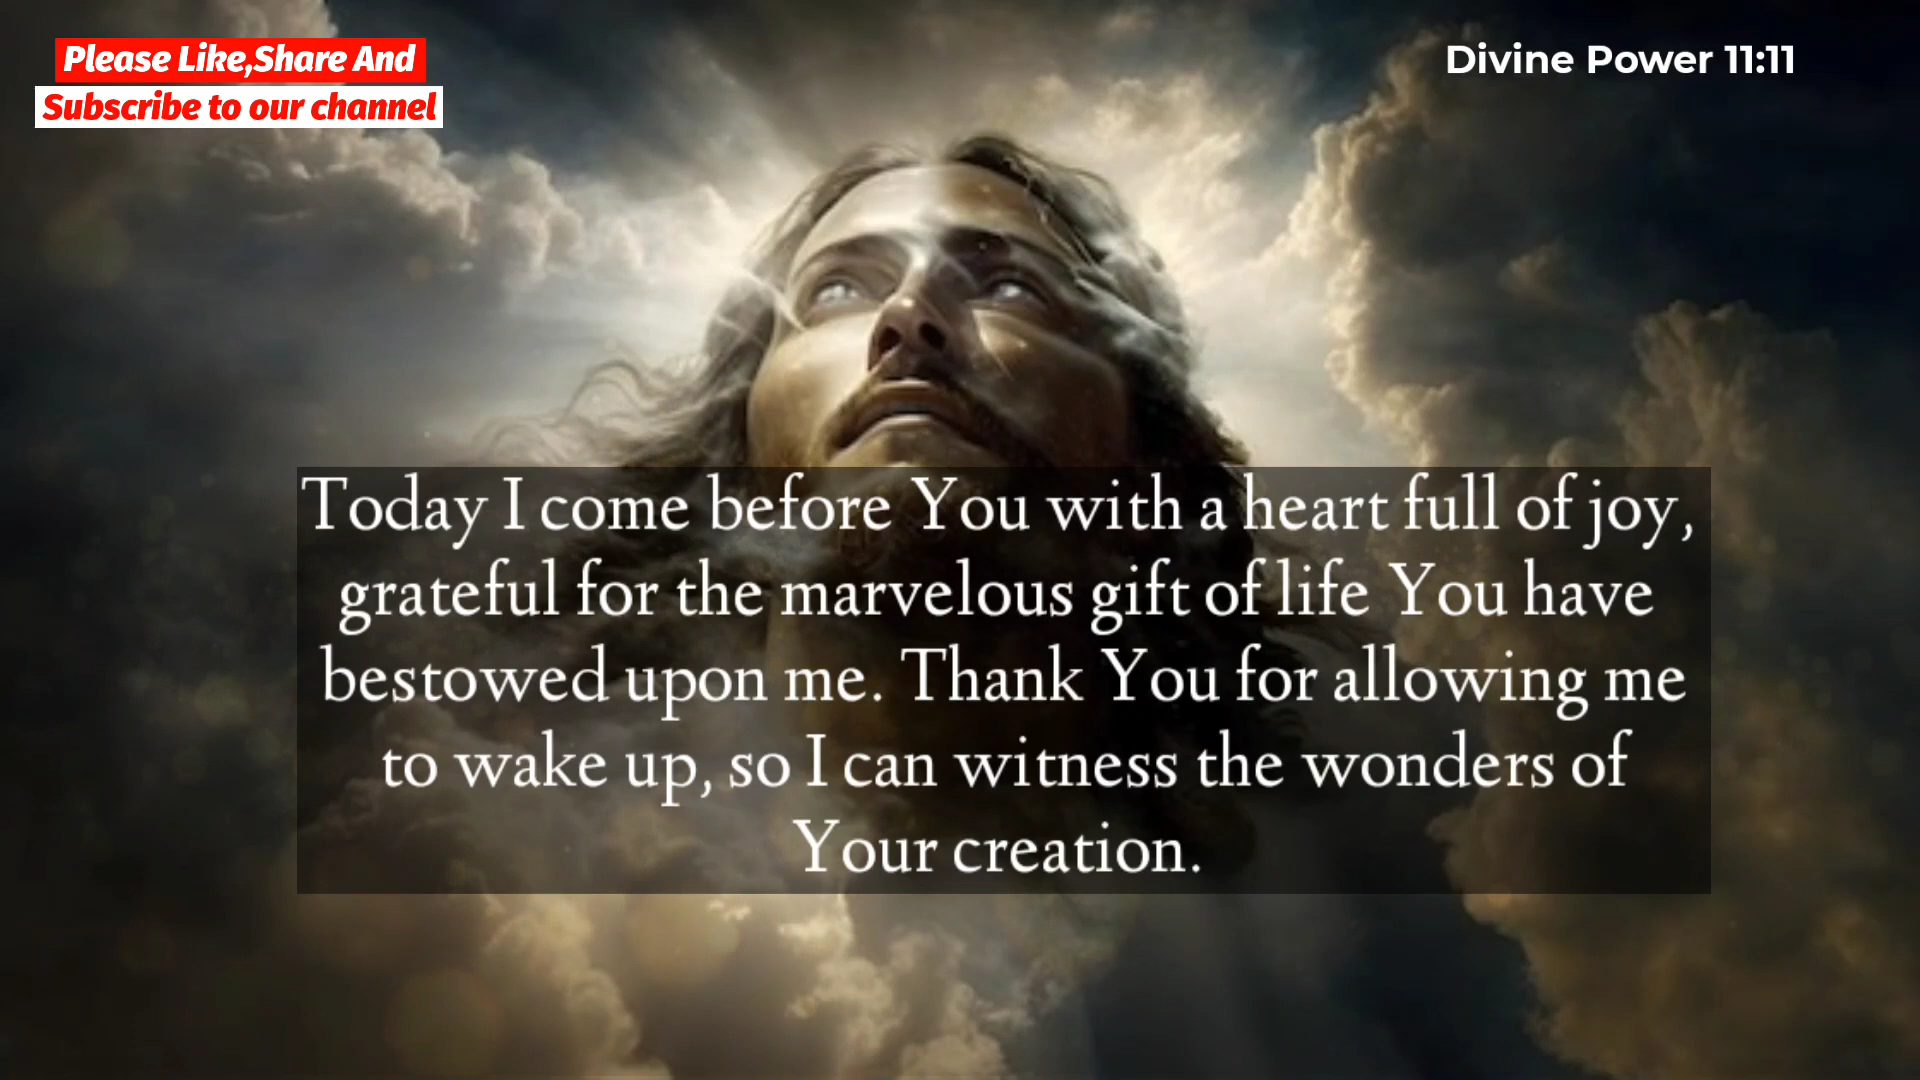 Please Like,Share And
Subscribe to our channel
Divine Power 11:11
Today I come before You with a heart full of joy,
grateful for the marvelous gift of life You have
bestowed upon me. Thank You for allowing me
to wake up, so I can witness the wonders of
Your creation.